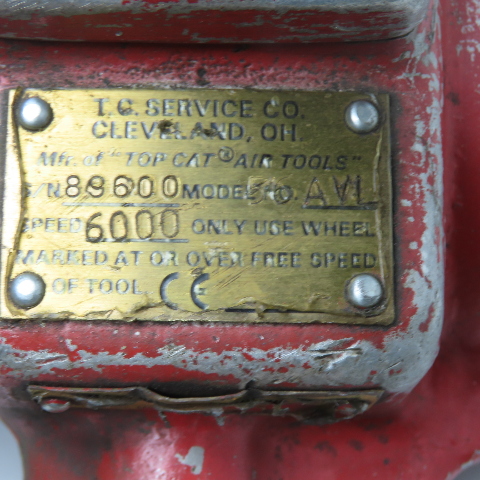 T.C. SERVICE CO.
CLEVELAND, OH.
Mfr. of "TOP CAT® AIR TOOLS"
S/N 89600 MODEL NO. AVL
SPEED 6000 ONLY USE WHEEL
MARKED AT OR OVER FREE SPEED
OF TOOL CE